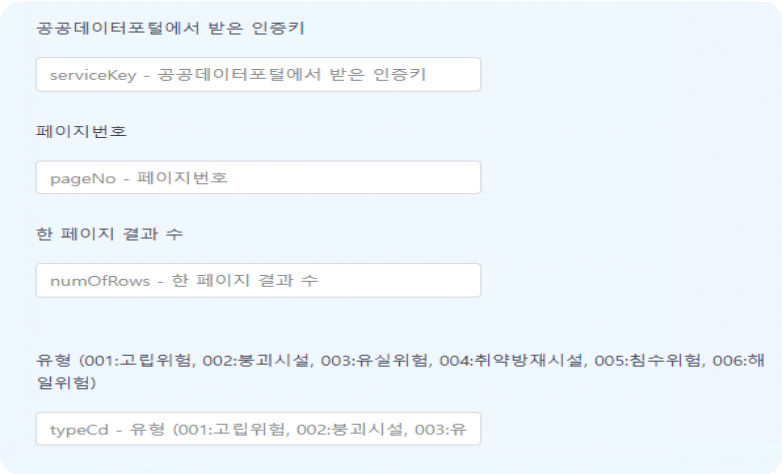 공공데이터포털에서 받은 인증키
serviceKey - 공공데이터포털에서 받은 인증키
페이지번호
pageNo - 페이지번호
한 페이지 결과 수
numOfRows - 한 페이지 결과 수
유형 (001:고립위험, 002:붕괴시설, 003:유실위험, 004:취약방재시설, 005:침수위험, 006:해
일위험)
typeCd - 유형 (001:고립위험, 002:붕괴시설, 003:유